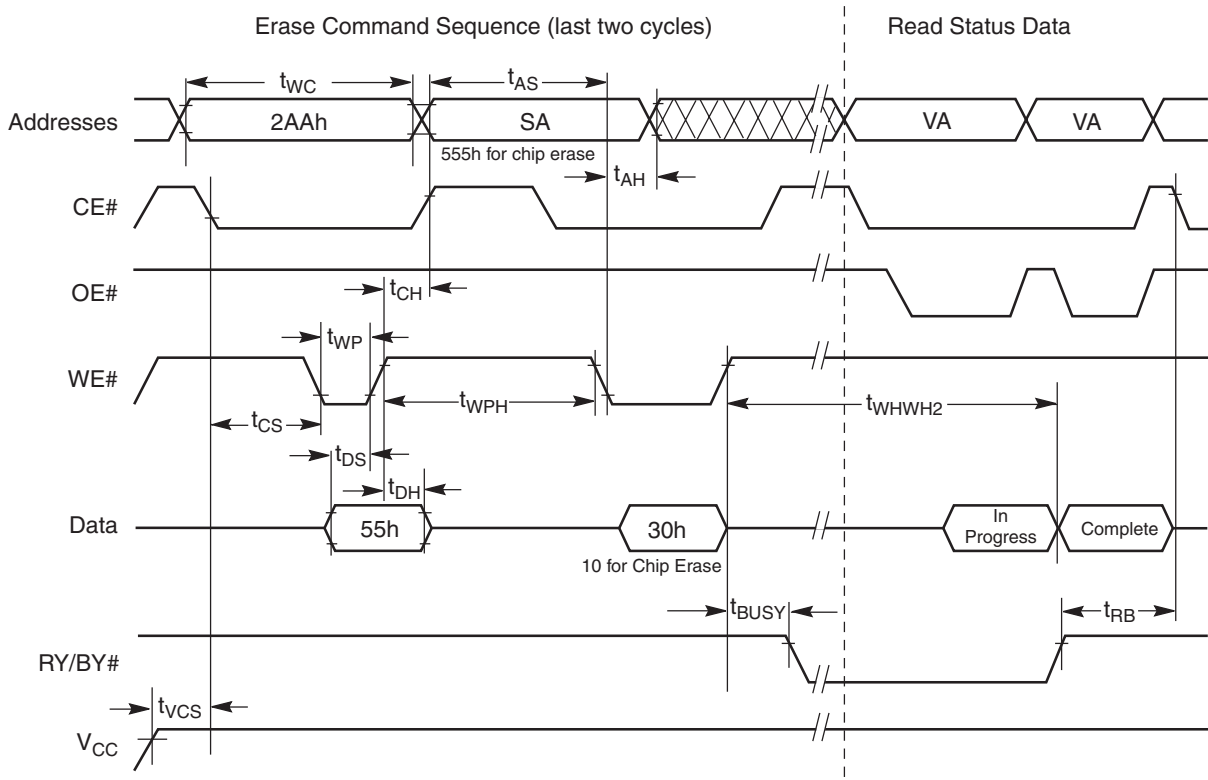 Erase Command Sequence (last two cycles)
Read Status Data
tWC
tAS
Addresses
2AAh
SA
VA
VA
555h for chip erase
tAH
CE#
OE#
tCH
tWP
WE#
tWPH
tWHWH2
tCS
tDS
tDH
Data
55h
30h
In
Progress
Complete
10 for Chip Erase
tBUSY
tRB
RY/BY#
tVCS
VCC